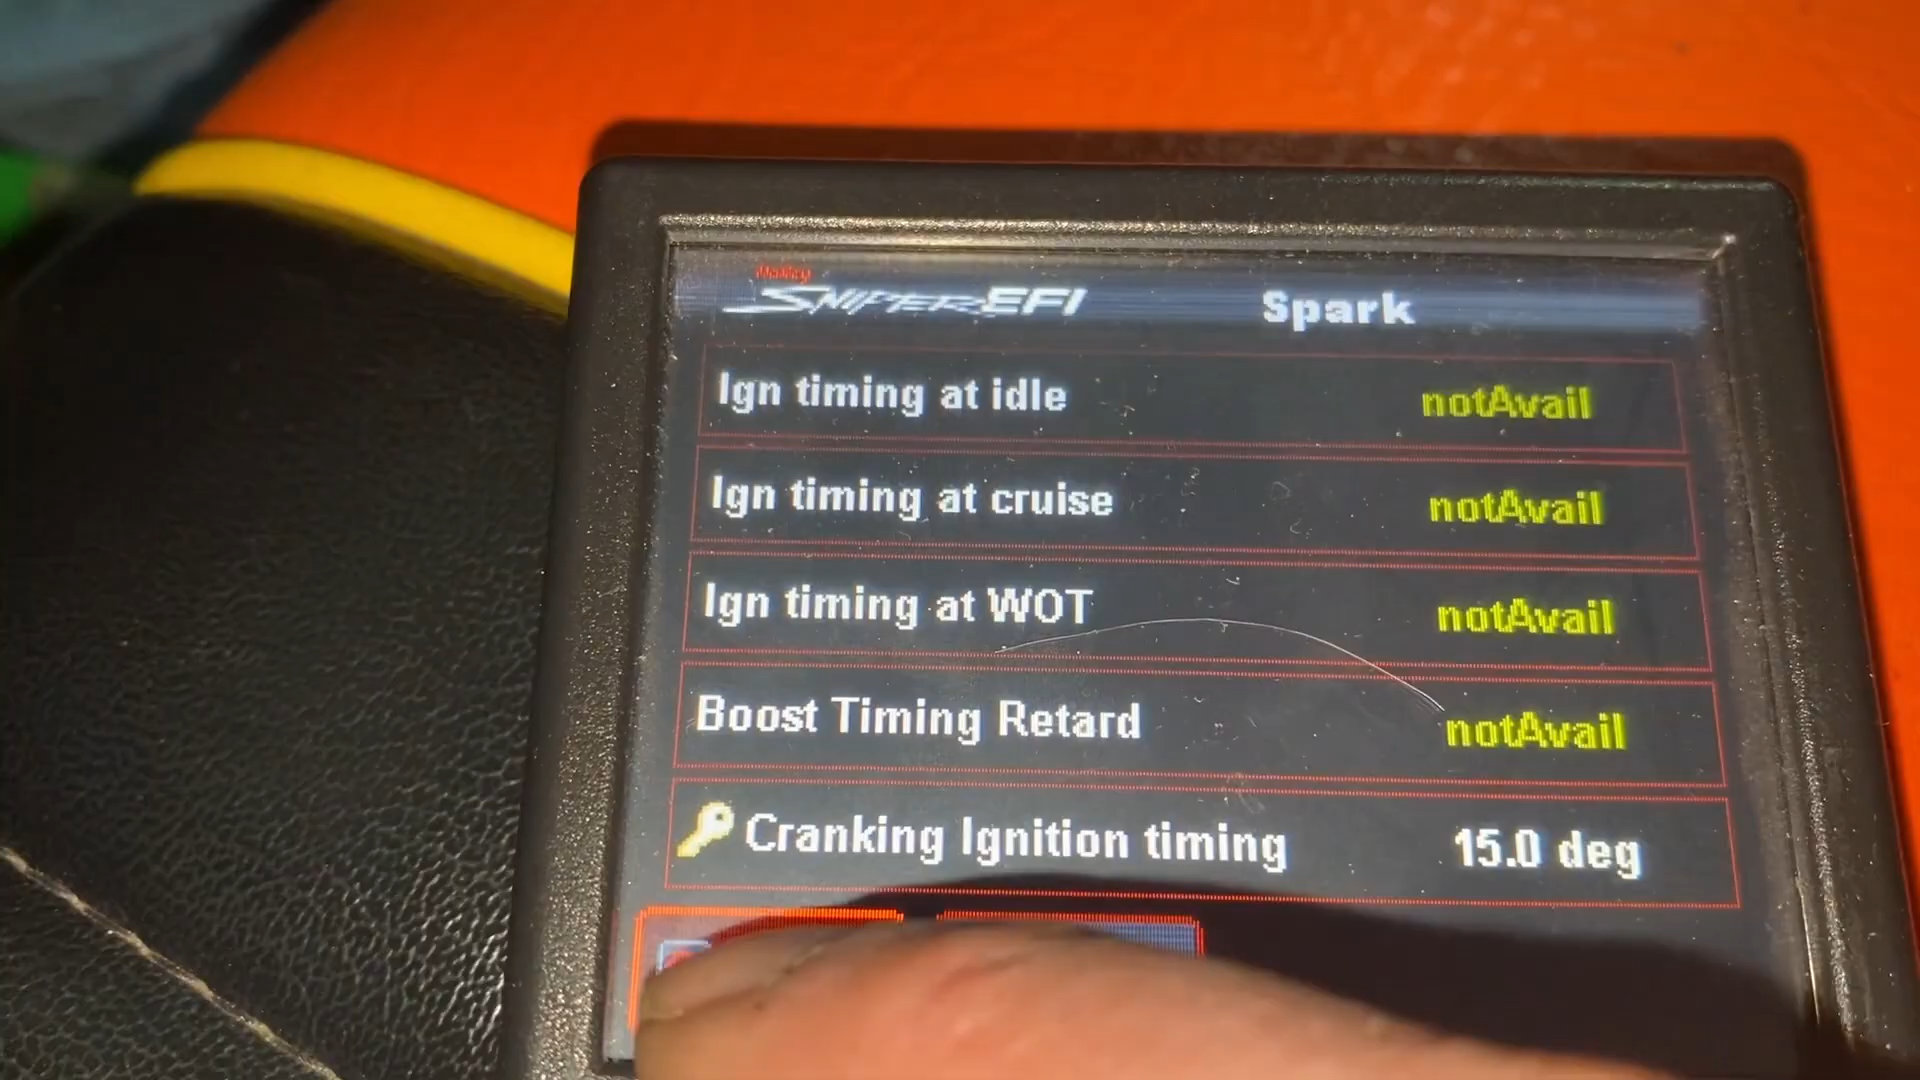 Holley
SNIPER EFI Spark
Ign timing at idle notAvail
Ign timing at cruise notAvail
Ign timing at WOT notAvail
Boost Timing Retard notAvail
Cranking Ignition timing 15.0 deg